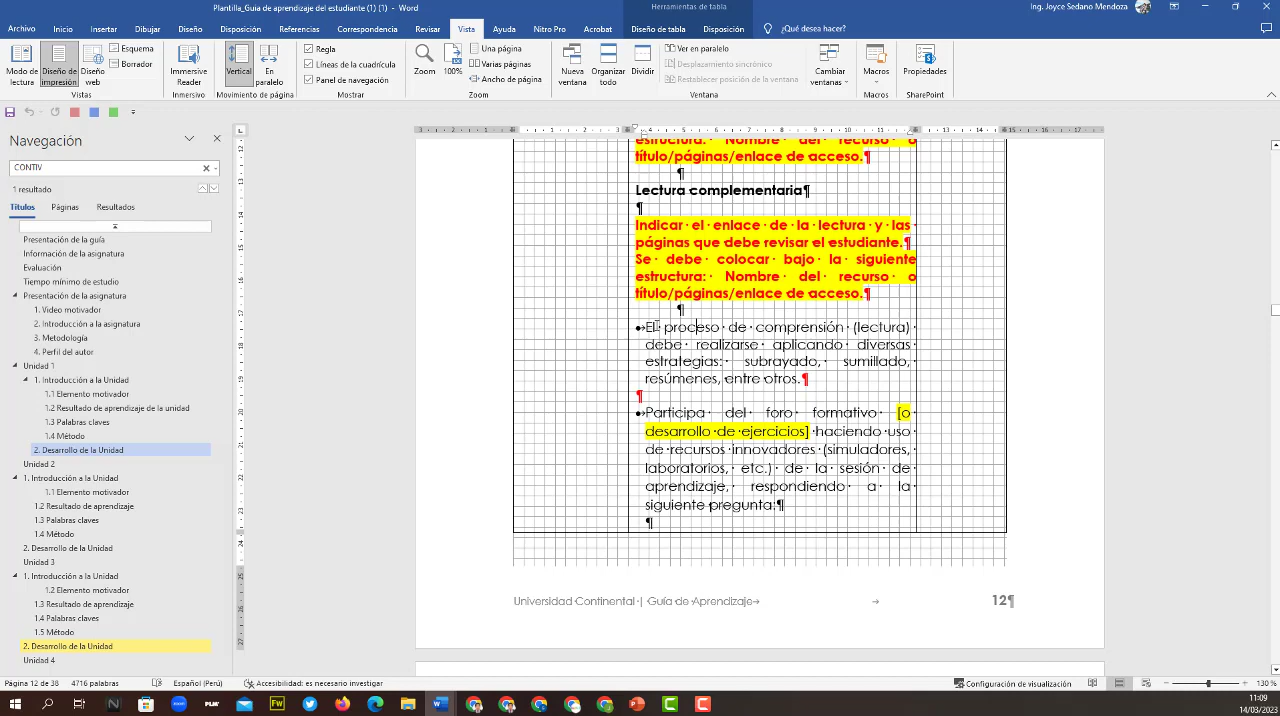 Plantilla_Guía de aprendizaje del estudiante (1) (1) - Word
Herramientas de tabla
Ing. Joyce Sedano Mendoza
Archivo Inicio Insertar Dibujar Diseño Disposición Referencias Correspondencia Revisar Vista Ayuda Nitro Pro Acrobat Diseño de tabla Disposición ¿Qué desea hacer?
Modo de lectura
Diseño de impresión
Diseño
Esquema
Borrador
Vistas
Immersive Reader
Inmersivo
Vertical
En paralelo
Movimiento de página
Regla
Líneas de la cuadrícula
Panel de navegación
Mostrar
Zoom
100%
Una página
Varias páginas
Ancho de página
Zoom
Nueva ventana
Organizar todo
Dividir
Ver en paralelo
Desplazamiento sincrónico
Restablecer posición de la ventana
Ventana
Cambiar ventanas
Macros
Macros
Propiedades
SharePoint
Navegación
CONTIV
1 resultado
Títulos Páginas Resultados
Presentación de la guía
Información de la asignatura
Evaluación
Tiempo mínimo de estudio
Presentación de la asignatura
1. Video motivador
2. Introducción a la asignatura
3. Metodología
4. Perfil del autor
Unidad 1
1. Introducción a la Unidad
1.1 Elemento motivador
1.2 Resultado de aprendizaje de la unidad
1.3 Palabras claves
1.4 Método
2. Desarrollo de la Unidad
Unidad 2
1. Introducción a la Unidad
1.1 Elemento motivador
1.2 Resultado de aprendizaje
1.3 Palabras claves
1.4 Método
2. Desarrollo de la Unidad
Unidad 3
1. Introducción a la Unidad
1.2 Elemento motivador
1.3 Resultado de aprendizaje
1.4 Palabras claves
1.5 Método
2. Desarrollo de la Unidad
Unidad 4
estructura: Nombre del recurso o
título/páginas/enlace de acceso.¶
¶
Lectura complementaria¶
¶
Indicar el enlace de la lectura y las
páginas que debe revisar el estudiante.¶
Se debe colocar bajo la siguiente
estructura: Nombre del recurso o
título/páginas/enlace de acceso.¶
¶
El proceso de comprensión (lectura)
debe realizarse aplicando diversas
estrategias: subrayado, sumillado,
resúmenes, entre otros.¶
¶
Participa del foro formativo [o
desarrollo de ejercicios] haciendo uso
de recursos innovadores (simuladores,
laboratorios, etc.) de la sesión de
aprendizaje, respondiendo a la
siguiente pregunta:¶
¶
Universidad Continental | Guía de Aprendizaje 12¶
Página 12 de 38 4716 palabras Español (Perú) Accesibilidad: es necesario investigar Configuración de visualización 130 %
11:09
14/03/2023